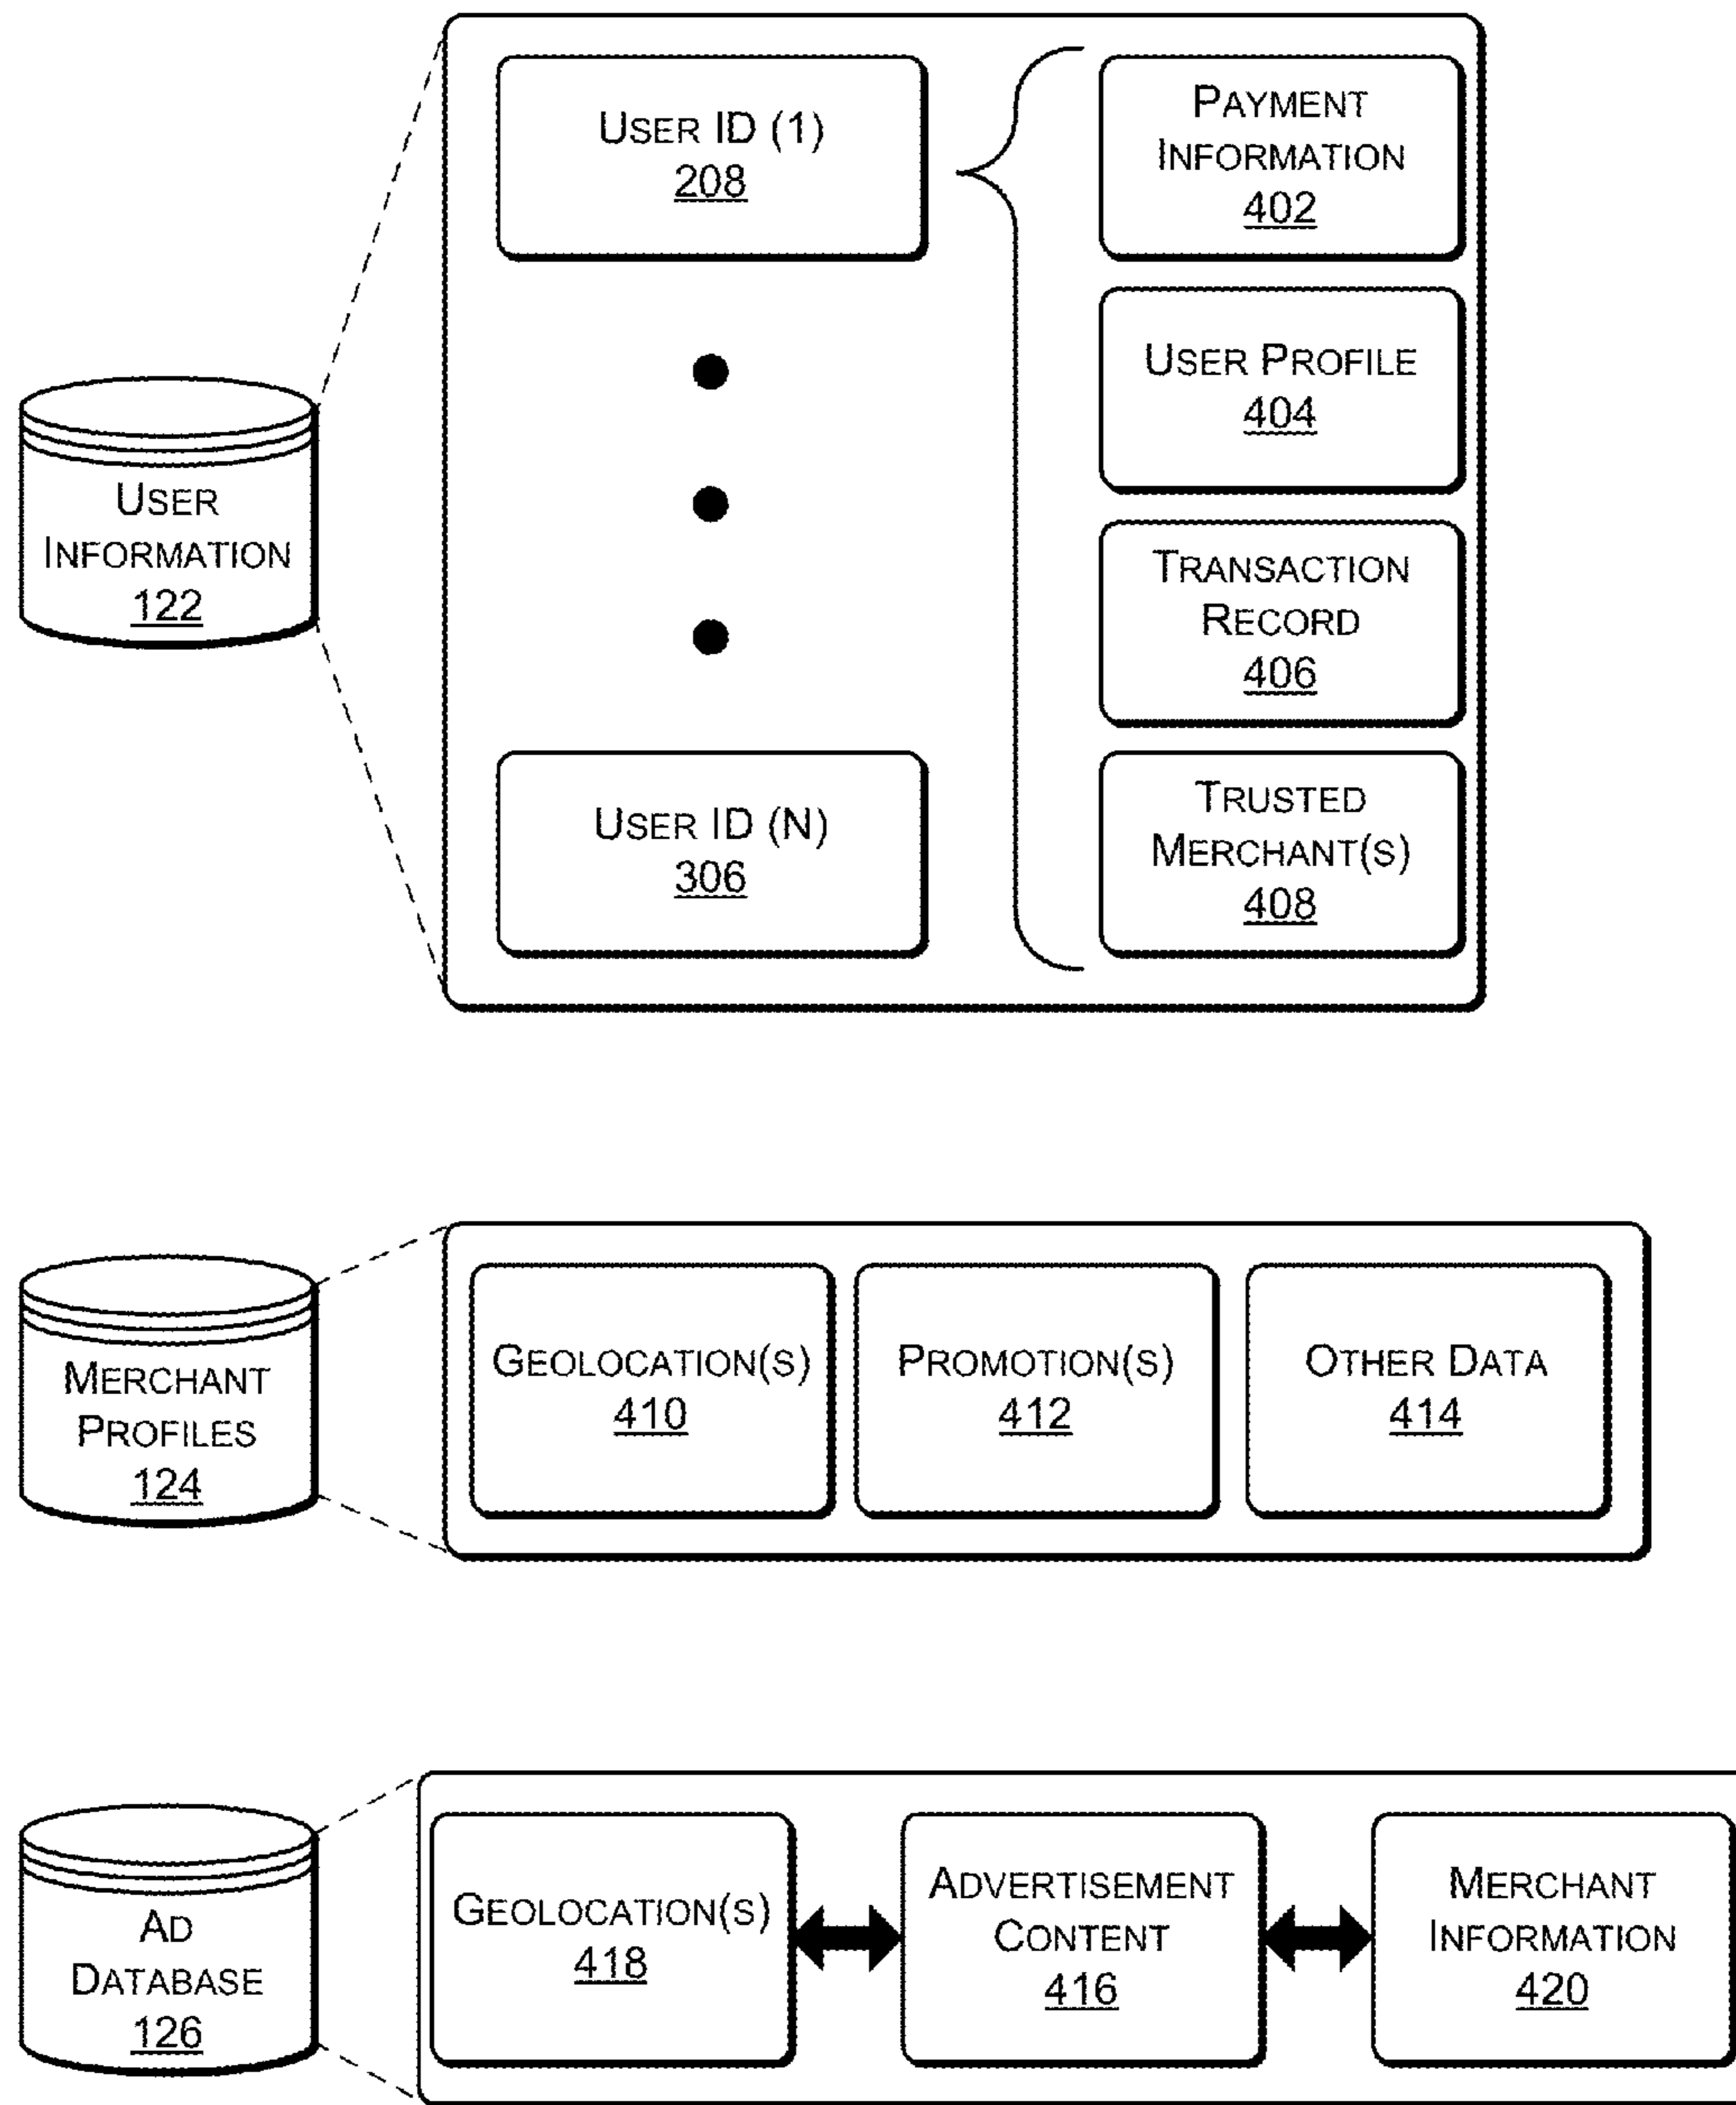 USER ID (1)
208
PAYMENT
INFORMATION
402
USER PROFILE
404
USER
INFORMATION
122
TRANSACTION
RECORD
406
USER ID (N)
306
TRUSTED
MERCHANT(S)
408
MERCHANT
PROFILES
124
GEOLOCATION(S)
410
PROMOTION(S)
412
OTHER DATA
414
AD
DATABASE
126
GEOLOCATION(S)
418
ADVERTISEMENT
CONTENT
416
MERCHANT
INFORMATION
420